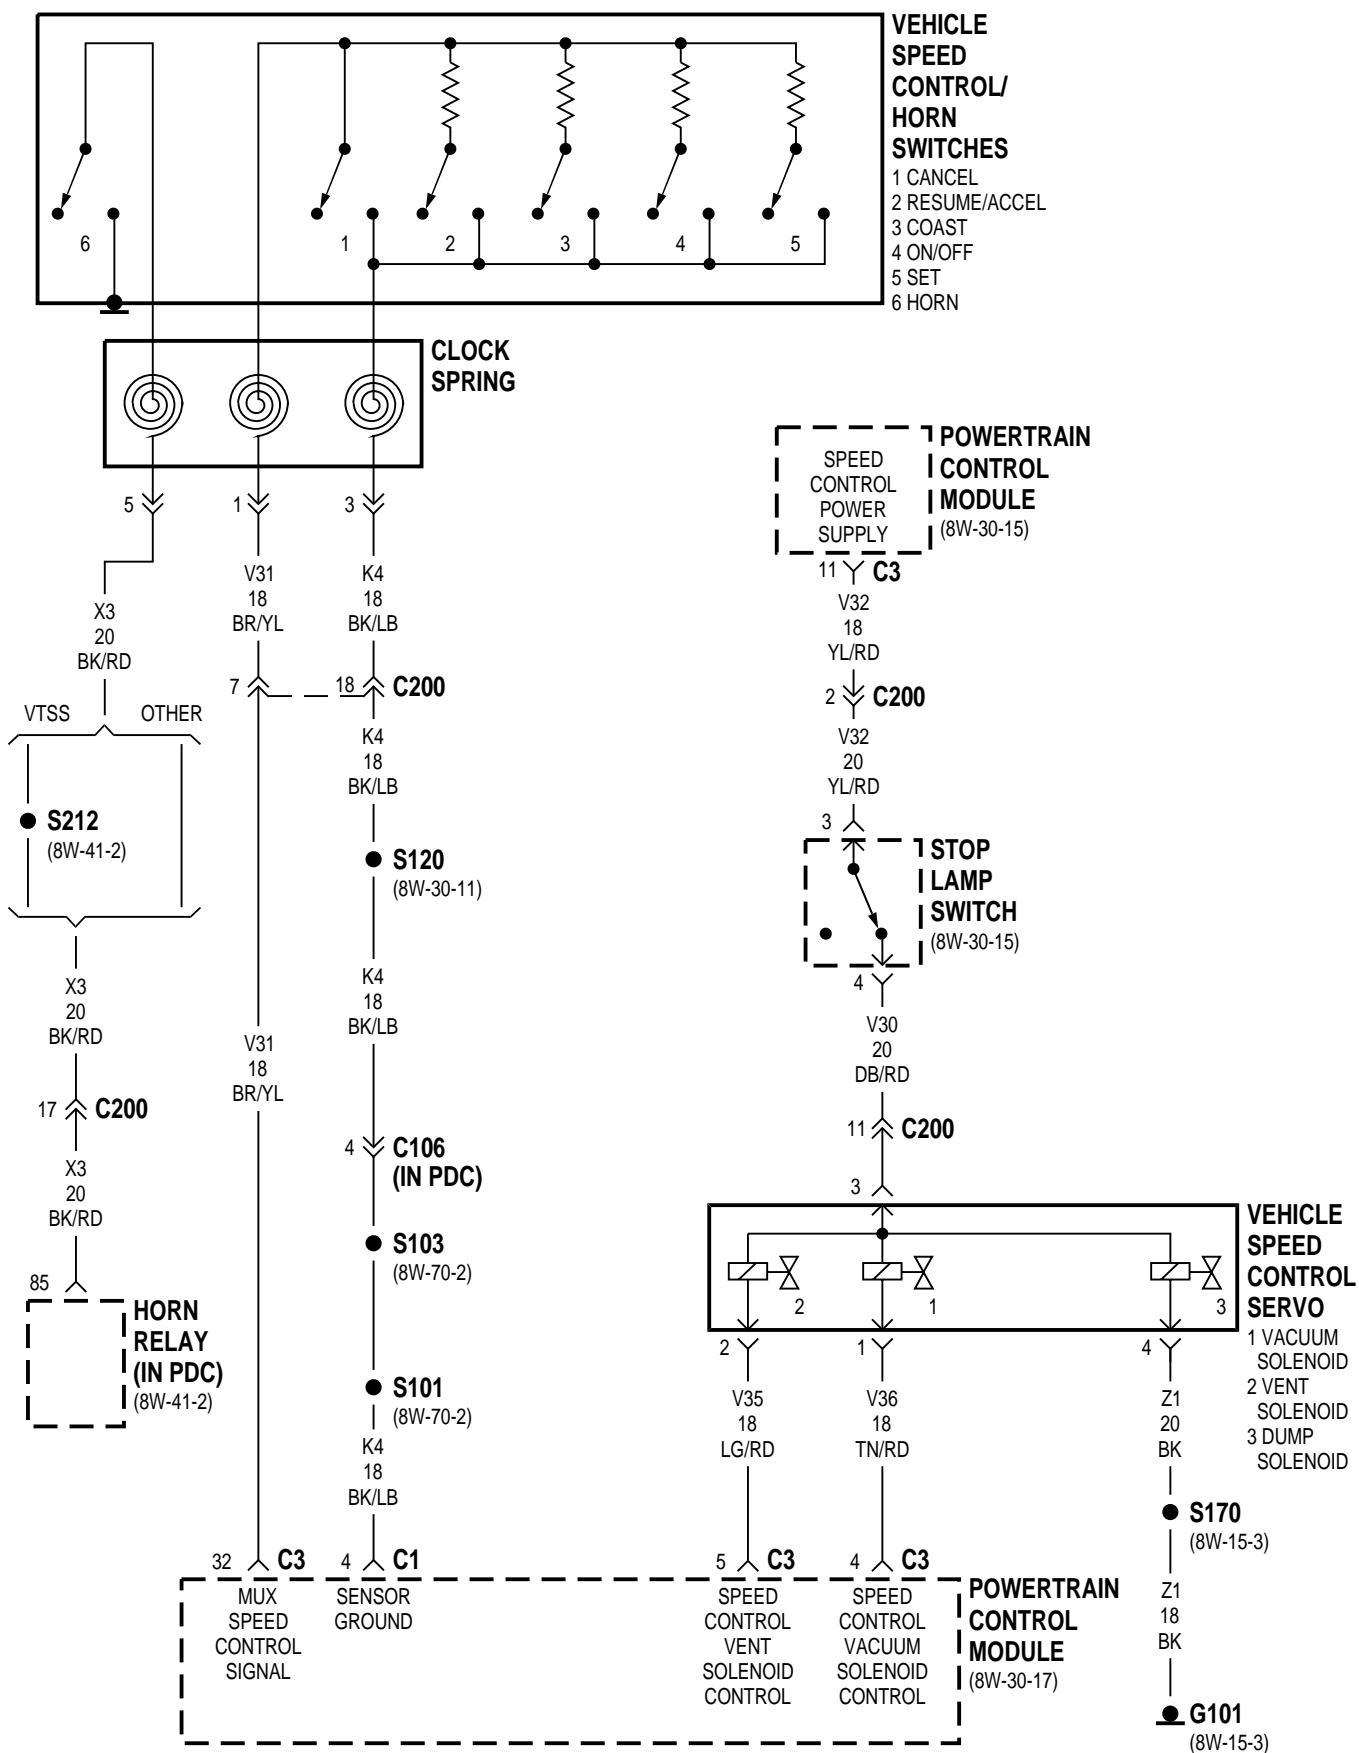 VEHICLE
SPEED
CONTROL/
HORN
SWITCHES
1 CANCEL
2 RESUME/ACCEL
3 COAST
4 ON/OFF
5 SET
6 HORN
6
1
2
3
4
5
CLOCK
SPRING
5
1
3
X3
20
BK/RD
V31
18
BR/YL
K4
18
BK/LB
7
18
C200
VTSS
OTHER
S212
(8W-41-2)
K4
18
BK/LB
S120
(8W-30-11)
X3
20
BK/RD
V31
18
BR/YL
K4
18
BK/LB
17
C200
4
C106
(IN PDC)
X3
20
BK/RD
S103
(8W-70-2)
85
HORN
RELAY
(IN PDC)
(8W-41-2)
S101
(8W-70-2)
K4
18
BK/LB
POWERTRAIN
CONTROL
MODULE
(8W-30-15)
SPEED
CONTROL
POWER
SUPPLY
11
C3
V32
18
YL/RD
2
C200
V32
20
YL/RD
3
STOP
LAMP
SWITCH
(8W-30-15)
4
V30
20
DB/RD
11
C200
3
VEHICLE
SPEED
CONTROL
SERVO
1 VACUUM
SOLENOID
2 VENT
SOLENOID
3 DUMP
SOLENOID
2
1
3
2
1
4
V35
18
LG/RD
V36
18
TN/RD
Z1
20
BK
S170
(8W-15-3)
Z1
18
BK
G101
(8W-15-3)
32
C3
4
C1
5
C3
4
C3
MUX
SPEED
CONTROL
SIGNAL
SENSOR
GROUND
SPEED
CONTROL
VENT
SOLENOID
CONTROL
SPEED
CONTROL
VACUUM
SOLENOID
CONTROL
POWERTRAIN
CONTROL
MODULE
(8W-30-17)